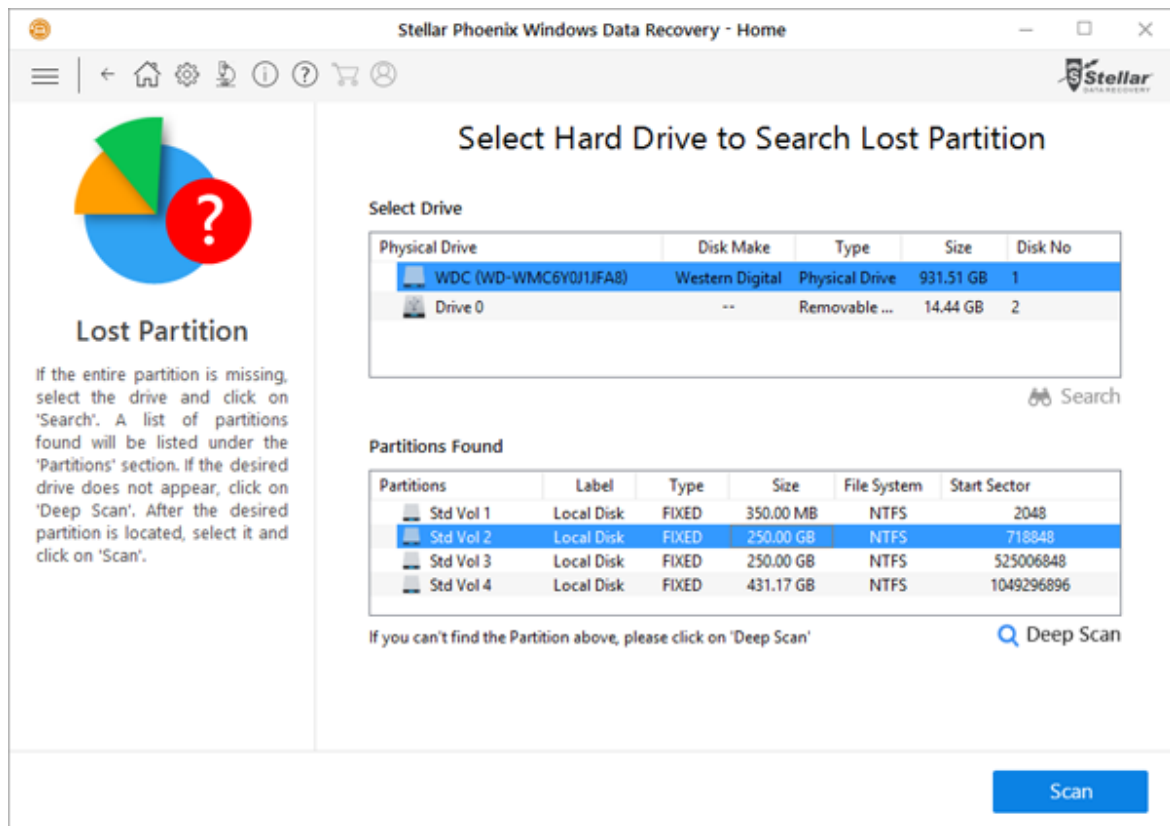 Stellar Phoenix Windows Data Recovery - Home
Stellar
DATA RECOVERY
?
Lost Partition
If the entire partition is missing,
select the drive and click on
'Search'. A list of partitions
found will be listed under the
'Partitions' section. If the desired
drive does not appear, click on
'Deep Scan'. After the desired
partition is located, select it and
click on 'Scan'.
Select Hard Drive to Search Lost Partition
Select Drive
Physical Drive Disk Make Type Size Disk No
WDC (WD-WMC6Y0J1JFA8) Western Digital Physical Drive 931.51 GB 1
Drive 0 -- Removable ... 14.44 GB 2
Search
Partitions Found
Partitions Label Type Size File System Start Sector
Std Vol 1 Local Disk FIXED 350.00 MB NTFS 2048
Std Vol 2 Local Disk FIXED 250.00 GB NTFS 718848
Std Vol 3 Local Disk FIXED 250.00 GB NTFS 525006848
Std Vol 4 Local Disk FIXED 431.17 GB NTFS 1049296896
If you can't find the Partition above, please click on 'Deep Scan'
Deep Scan
Scan